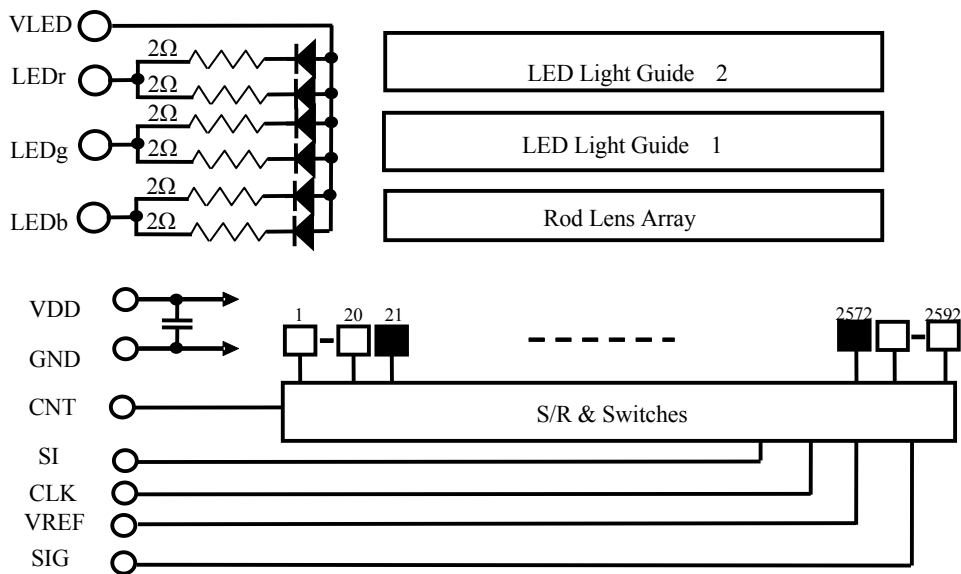 VLED
2Ω
LEDr
2Ω
LED Light Guide 2
2Ω
LEDg
2Ω
LED Light Guide 1
2Ω
LEDb
2Ω
Rod Lens Array
VDD
1 20 21 2572 2592
GND
CNT
S/R & Switches
SI
CLK
VREF
SIG